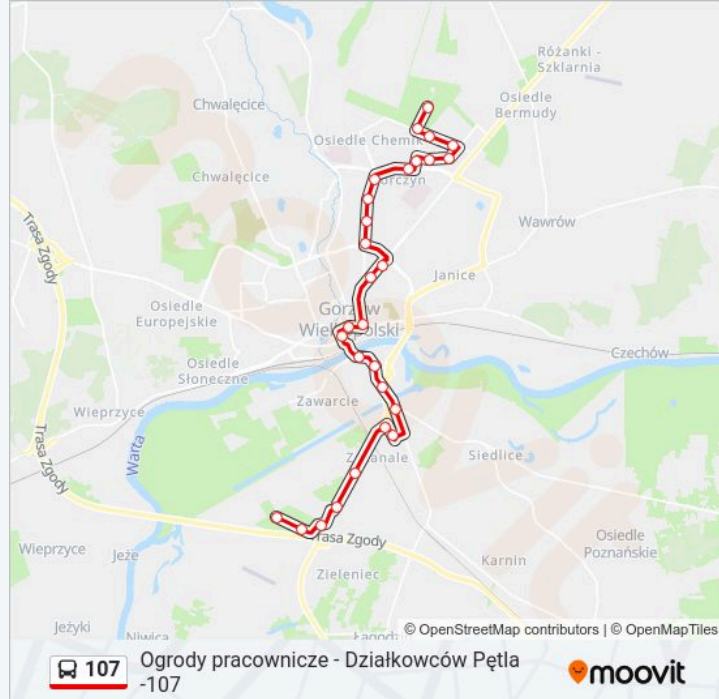 Różanki -
Szklarnia
Chwalęcice
Osiedle
Bermudy
Osiedle Chemik
Chwalęcice
Górczyn
Trasa Zgody
Wawrów
Janice
Osiedle
Europejskie
Gorzów
Wielkopolski
Czechów
Osiedle
Słoneczne
Zawarcie
Wieprzyce
Warta
Trasa Zgody
Zakanale
Siedlice
Wieprzyce
Jeże
Trasa Zgody
Osiedle
Poznańskie
Karnin
Zieleniec
Jeżyki
Niwica
Łagodzin
© OpenStreetMap contributors | © OpenMapTiles
107
Ogrody pracownicze - Działkowców Pętla
-107
moovit